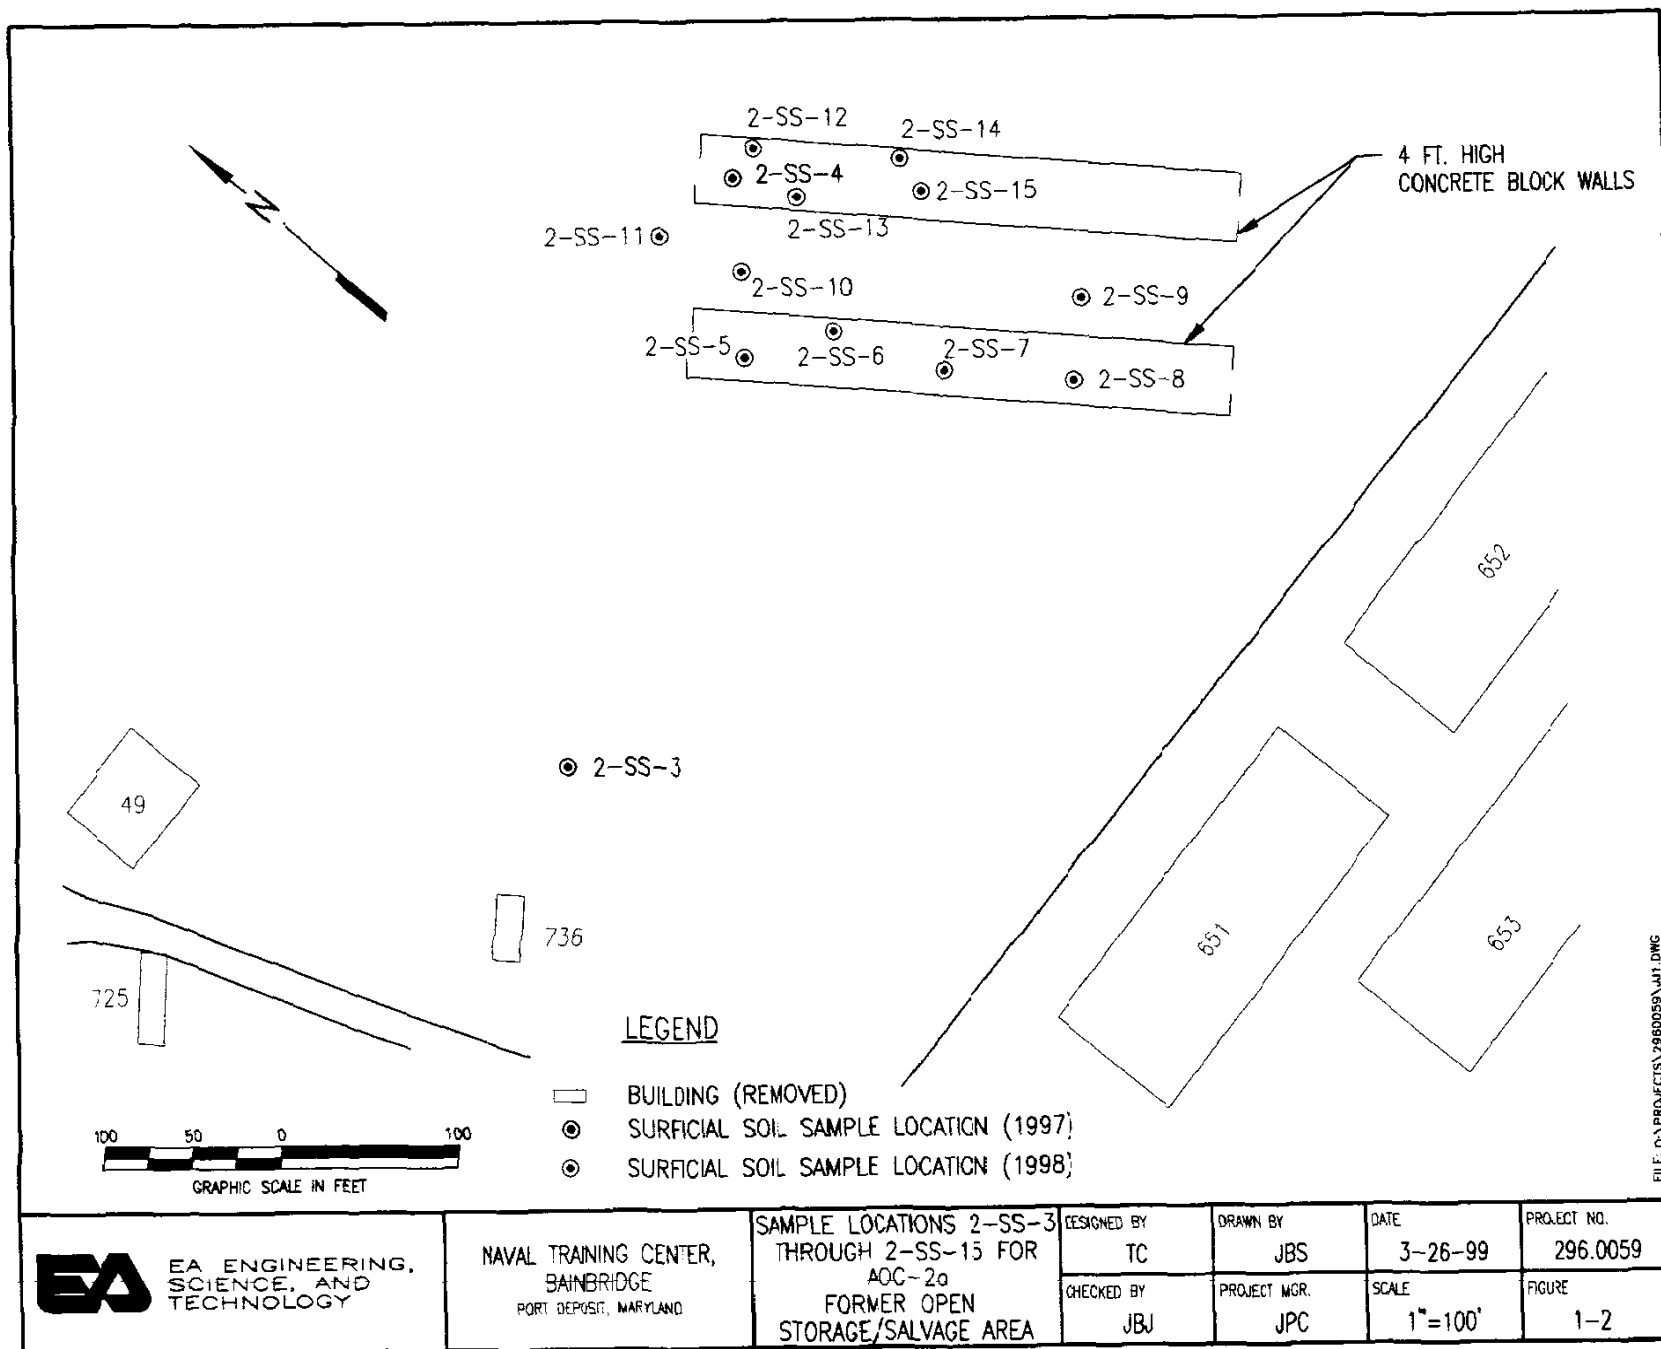 2-SS-12
2-SS-14
4 FT. HIGH
CONCRETE BLOCK WALLS
2-SS-4
2-SS-15
N
2-SS-13
2-SS-11
2-SS-10
2-SS-9
2-SS-5
2-SS-6
2-SS-7
2-SS-8
652
2-SS-3
49
651
653
736
725
LEGEND
BUILDING (REMOVED)
SURFICIAL SOIL SAMPLE LOCATION (1997)
SURFICIAL SOIL SAMPLE LOCATION (1998)
100 50 0 100
GRAPHIC SCALE IN FEET
EA
EA ENGINEERING,
SCIENCE, AND
TECHNOLOGY
NAVAL TRAINING CENTER,
BAINBRIDGE
PORT DEPOSIT, MARYLAND
SAMPLE LOCATIONS 2-SS-3
THROUGH 2-SS-15 FOR
AOC-2a
FORMER OPEN
STORAGE/SALVAGE AREA
DESIGNED BY
TC
DRAWN BY
JBS
DATE
3-26-99
PROJECT NO.
296.0059
CHECKED BY
JBJ
PROJECT MGR.
JPC
SCALE
1"=100'
FIGURE
1-2